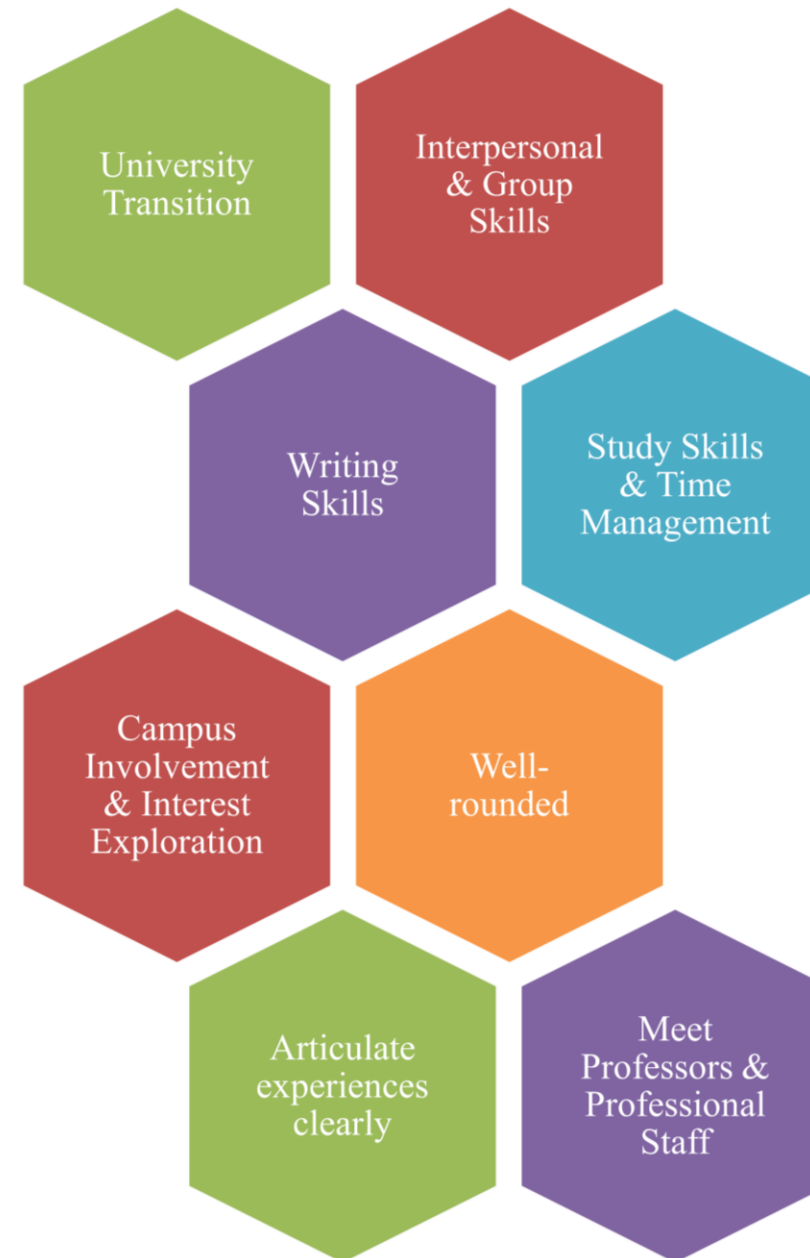 University
Transition
Interpersonal
& Group
Skills
Writing
Skills
Study Skills
& Time
Management
Campus
Involvement
& Interest
Exploration
Well-
rounded
Articulate
experiences
clearly
Meet
Professors &
Professional
Staff